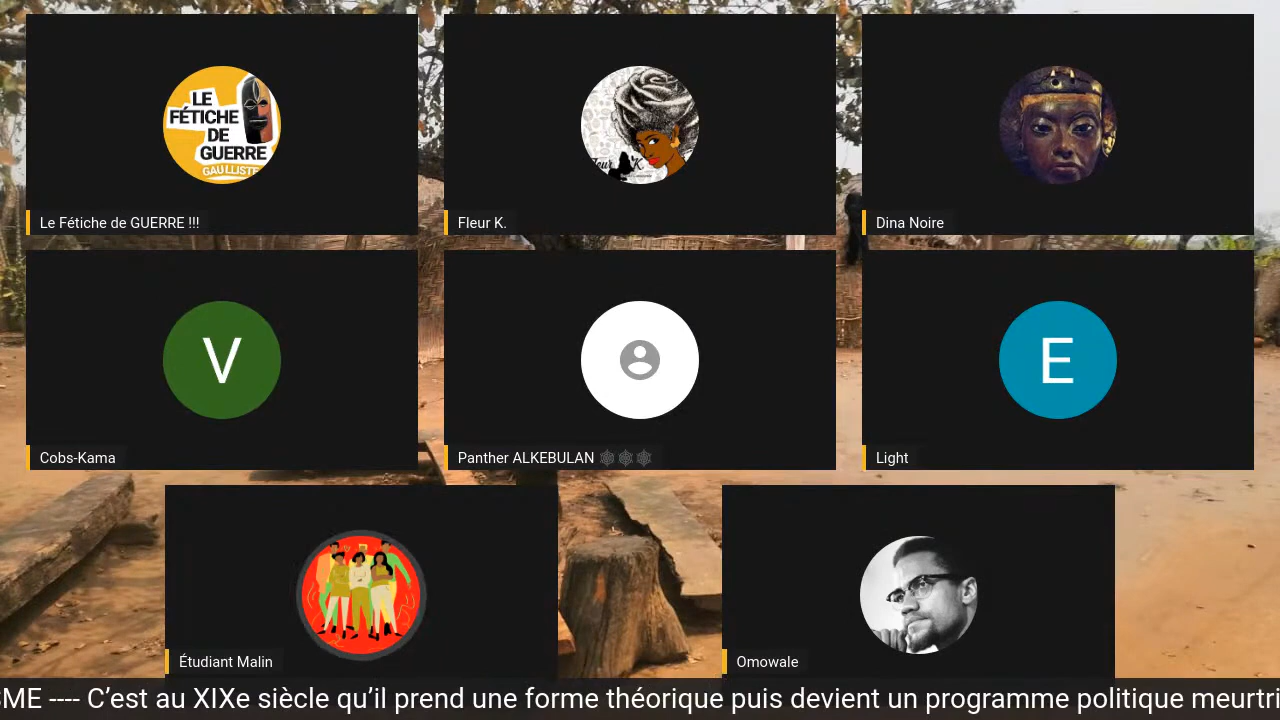 LE
FÉTICHE
DE
GUERRE
GAULLISTE
Le Fétiche de GUERRE !!!
Fleur K.
Dina Noire
V
E
Cobs-Kama
Panther ALKEBULAN 🕸🕸🕸
Light
Étudiant Malin
Omowale
ME ---- C’est au XIXe siècle qu’il prend une forme théorique puis devient un programme politique meurtri